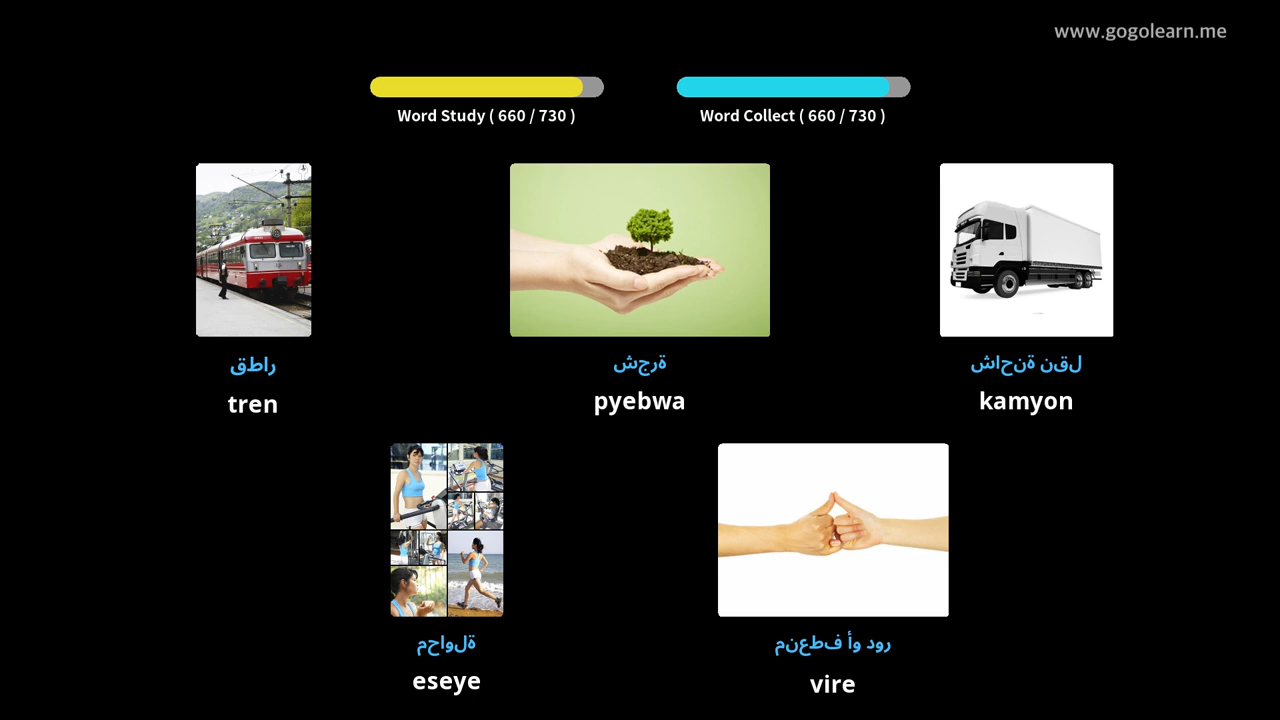 www.gogolearn.me
Word Study ( 660 / 730 )
Word Collect ( 660 / 730 )
راطق
ةرجش
لقن ةنحاش
tren
pyebwa
kamyon
ةلواحم
رود وأ فطعنم
eseye
vire